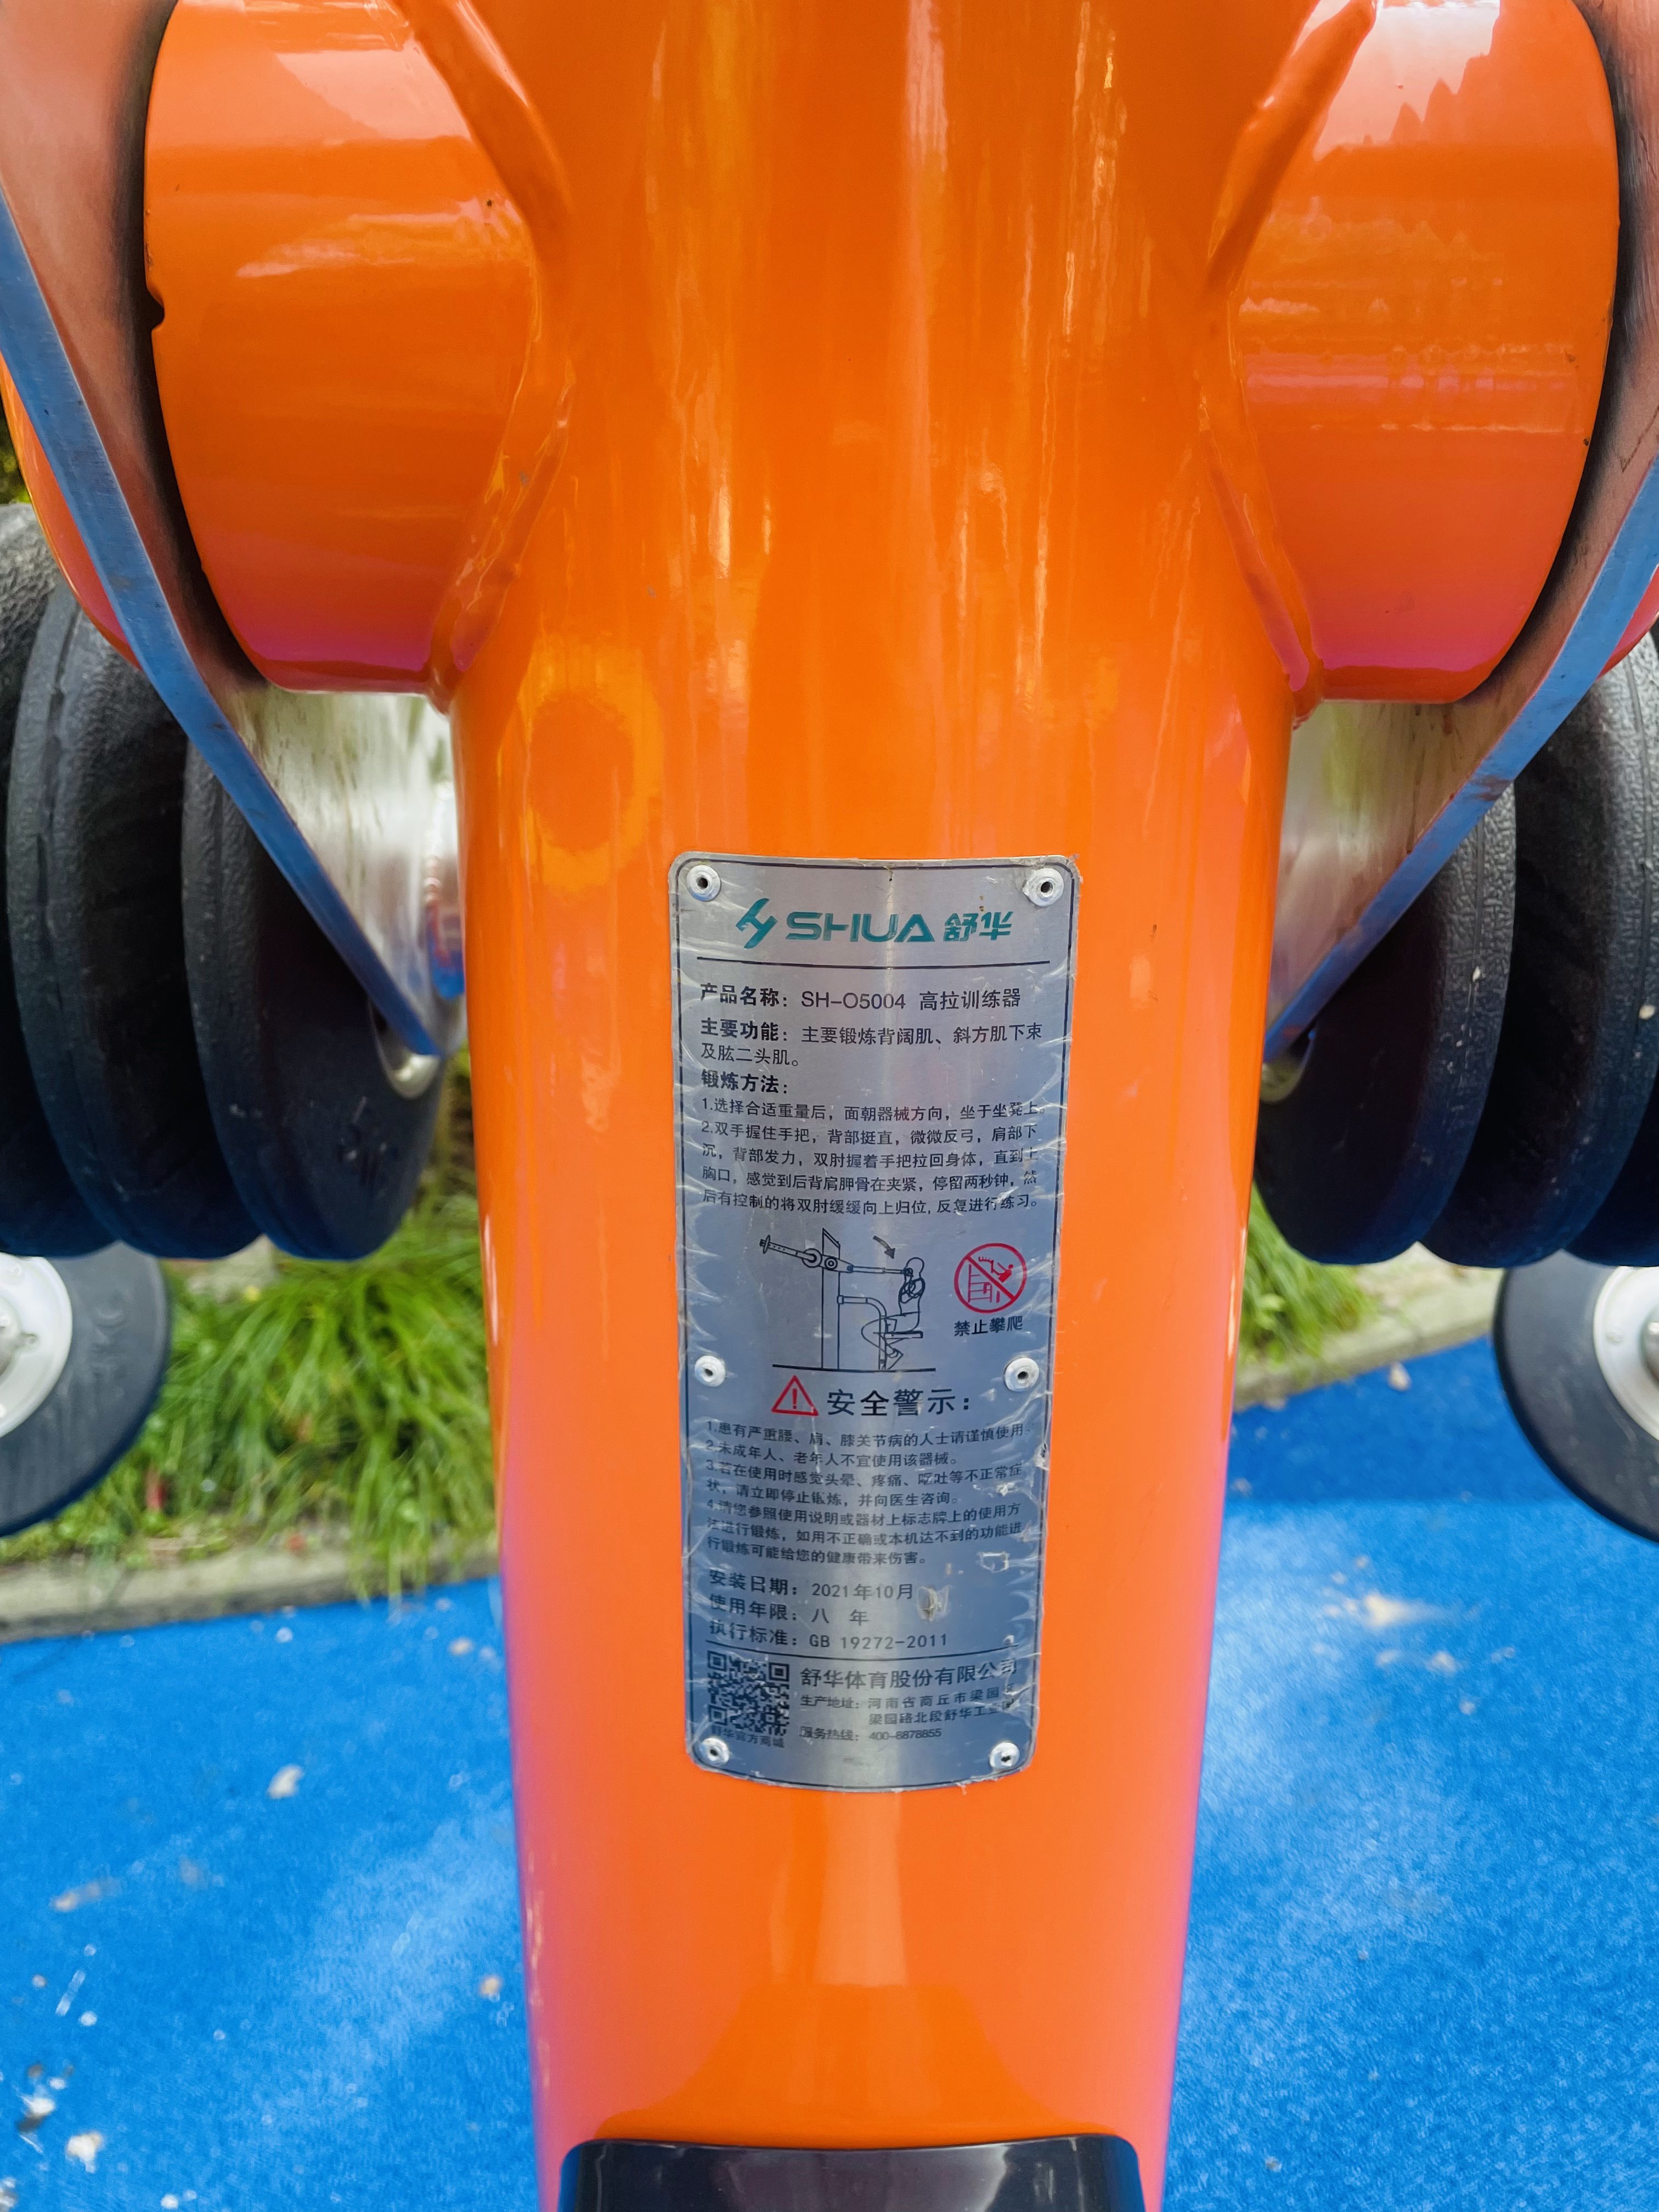 SHUA 舒华
产品名称：SH-O5004 高拉训练器
主要功能：主要锻炼背阔肌、斜方肌下束
及肱二头肌。
锻炼方法：
1.选择合适重量后，面朝器械方向，坐于坐凳上。
2.双手握住手把，背部挺直，微微反弓，肩部下
沉，背部发力，双肘握着手把拉回身体，直到上
胸口，感觉到后背肩胛骨在夹紧，停留两秒钟，然
后有控制的将双肘缓缓向上归位,反复进行练习。
禁止攀爬
安全警示：
1.患有严重腰、肩、膝关节病的人士请谨慎使用。
2.未成年人、老年人不宜使用该器械。
3.若在使用时感觉头晕、疼痛、呕吐等不正常症
状，请立即停止锻炼，并向医生咨询。
4.请您参照使用说明或器材上标志牌上的使用方
法进行锻炼，如用不正确或本机达不到的功能进
行锻炼可能给您的健康带来伤害。
安装日期：2021年10月
使用年限：八 年
执行标准：GB 19272-2011
舒华体育股份有限公司
生产地址：河南省商丘市梁园区
梁园路北段舒华工业园
服务热线：400-8878855
舒华官方商城